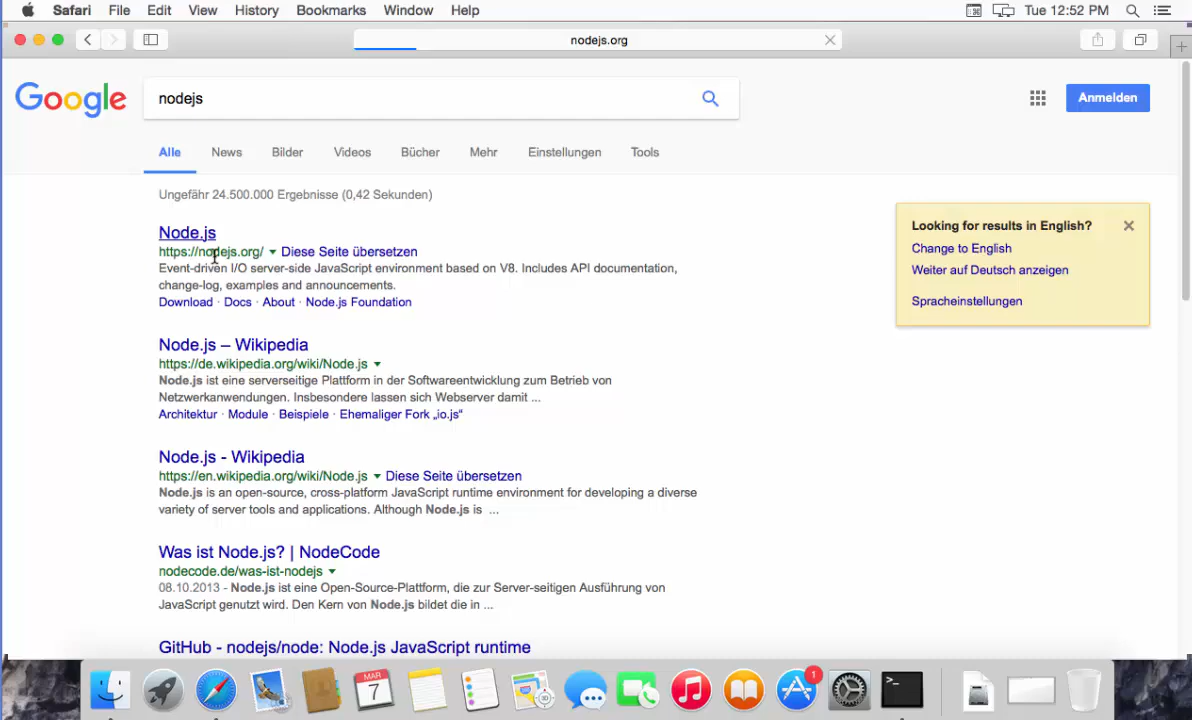 Safari File Edit View History Bookmarks Window Help Tue 12:52 PM
nodejs.org
Google nodejs Anmelden
Alle News Bilder Videos Bücher Mehr Einstellungen Tools
Ungefähr 24.500.000 Ergebnisse (0,42 Sekunden)
Node.js
https://nodejs.org/ Diese Seite übersetzen
Event-driven I/O server-side JavaScript environment based on V8. Includes API documentation,
change-log, examples and announcements.
Download · Docs · About · Node.js Foundation
Looking for results in English?
Change to English
Weiter auf Deutsch anzeigen
Spracheinstellungen
Node.js – Wikipedia
https://de.wikipedia.org/wiki/Node.js
Node.js ist eine serverseitige Plattform in der Softwareentwicklung zum Betrieb von
Netzwerkanwendungen. Insbesondere lassen sich Webserver damit ...
Architektur · Module · Beispiele · Ehemaliger Fork „io.js“
Node.js - Wikipedia
https://en.wikipedia.org/wiki/Node.js Diese Seite übersetzen
Node.js is an open-source, cross-platform JavaScript runtime environment for developing a diverse
variety of server tools and applications. Although Node.js is ...
Was ist Node.js? | NodeCode
nodecode.de/was-ist-nodejs
08.10.2013 - Node.js ist eine Open-Source-Plattform, die zur Server-seitigen Ausführung von
JavaScript genutzt wird. Den Kern von Node.js bildet die in ...
GitHub - nodejs/node: Node.js JavaScript runtime
MAR
7
1